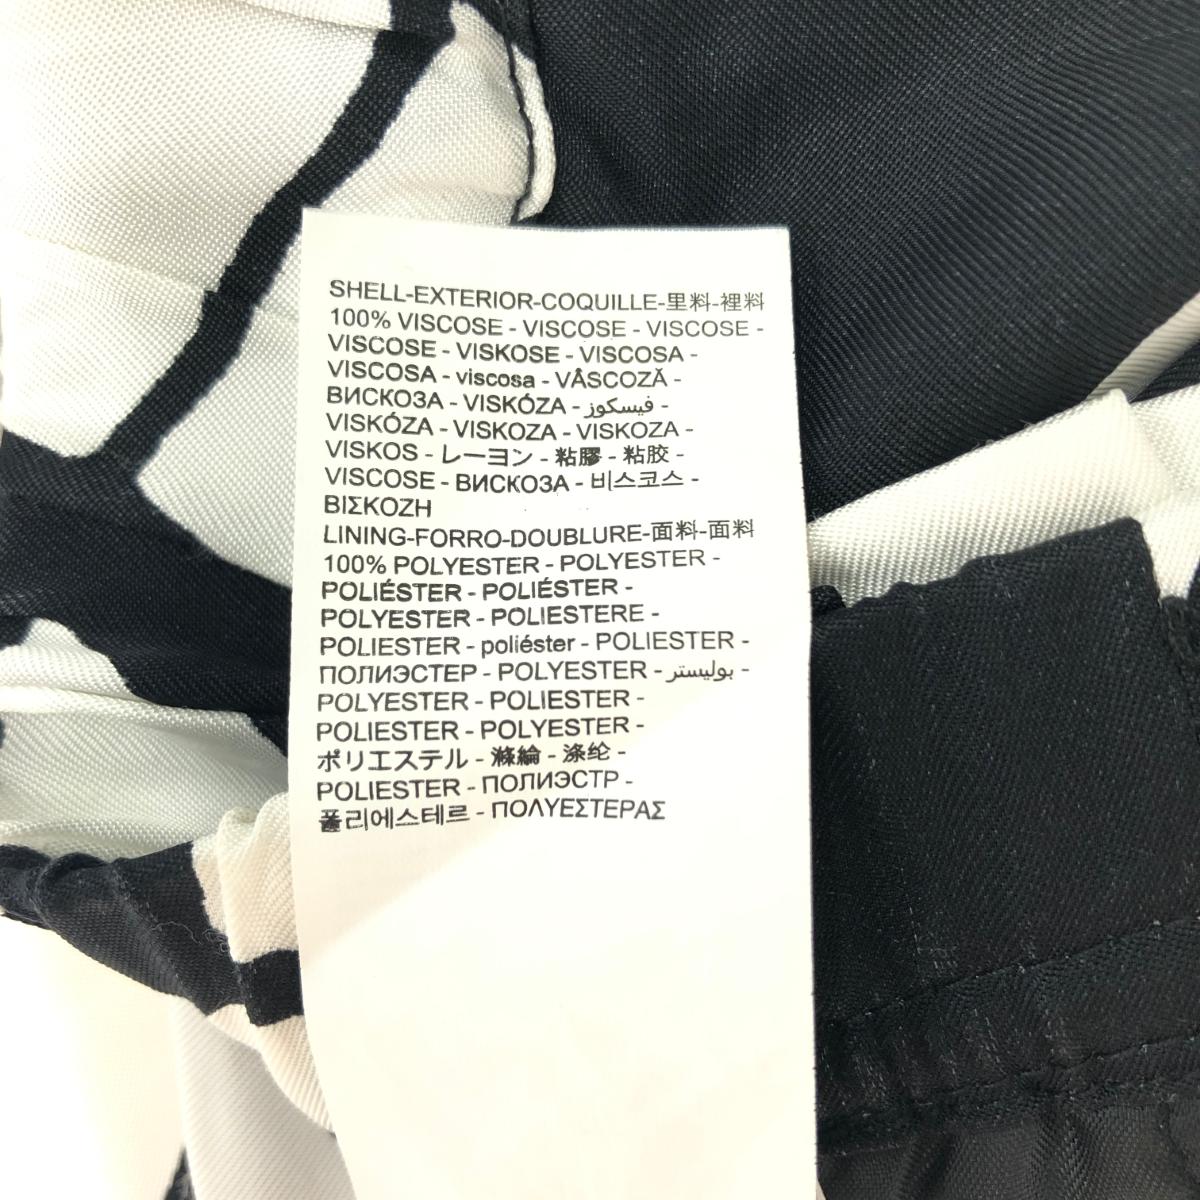 SHELL-EXTERIOR-COQUILLE-里料-裡料
100% VISCOSE - VISCOSE - VISCOSE -
VISCOSE - VISKOSE - VISCOSA -
VISCOSA - viscosa - VÂSCOZĂ -
ВИСКОЗА - VISKÓZA - فيسكوز -
VISKÓZA - VISKOZA - VISKOZA -
VISKOS - レーヨン - 粘膠 - 粘胶 -
VISCOSE - ВИСКОЗА - 비스코스 -
ΒΙΣΚΟΖΗ
LINING-FORRO-DOUBLURE-面料-面料
100% POLYESTER - POLYESTER -
POLIÉSTER - POLIÉSTER -
POLYESTER - POLIESTERE -
POLIESTER - poliéster - POLIESTER -
ПОЛИЭСТЕР - POLYESTER - بوليستر -
POLYESTER - POLIESTER -
POLIESTER - POLYESTER -
ポリエステル - 滌綸 - 涤纶 -
POLIESTER - ПОЛИЭСТР -
폴리에스테르 - ΠΟΛΥΕΣΤΕΡΑΣ